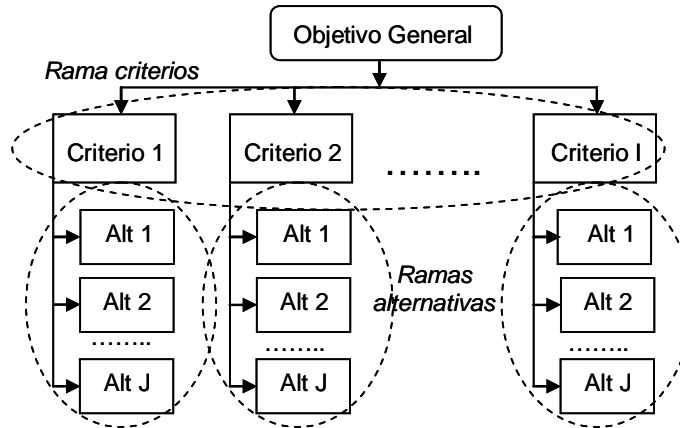 Objetivo General
Rama criterios
Criterio 1
Criterio 2
........
Criterio I
Alt 1
Alt 1
Alt 1
Ramas
alternativas
Alt 2
Alt 2
Alt 2
........
........
........
Alt J
Alt J
Alt J